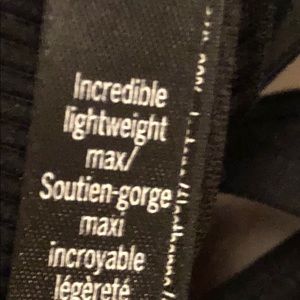 Incredible
lightweight
max/
Soutien-gorge
maxi
incroyable
légèreté